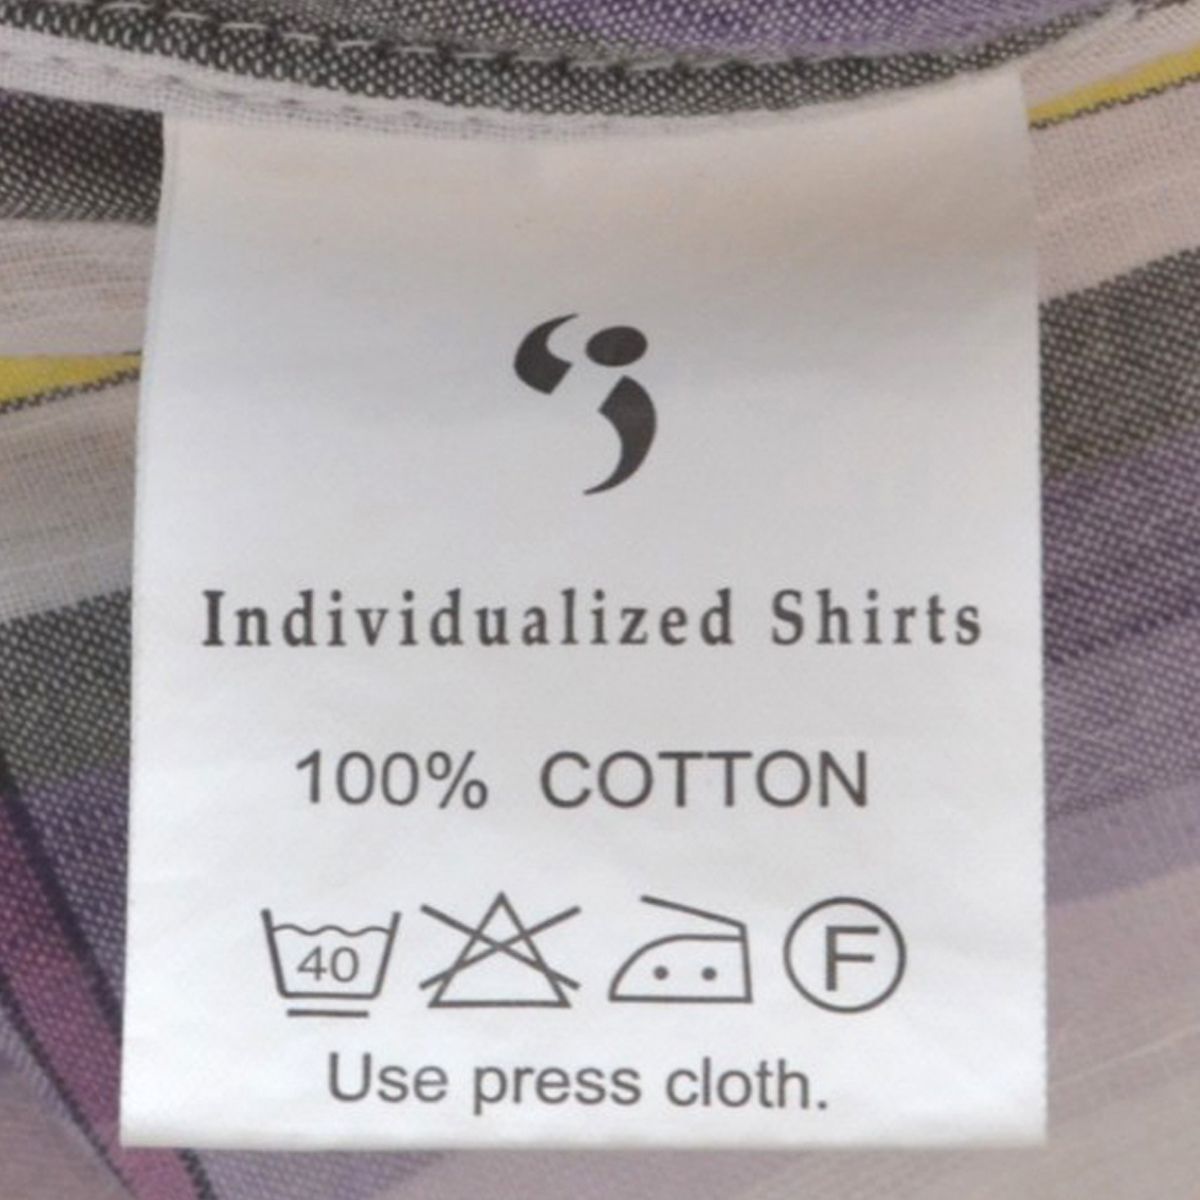 Individualized Shirts
100% COTTON
40 F
Use press cloth.